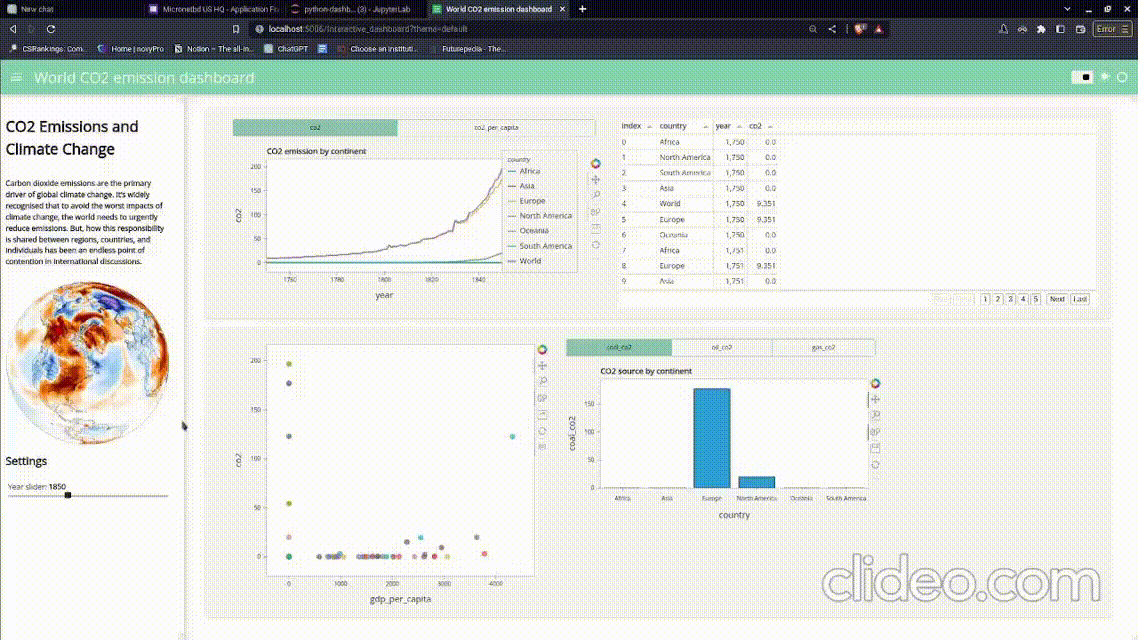 New chat
Micronetbd US HQ - Application Fo
python-dashb... (3) - JupyterLab
World CO2 emission dashboard
localhost:5006/Interactive_dashboard?theme=default
Error
CSRankings: Com...
Home | noxyPro
Notion – The all-in...
ChatGPT
Choose an Instituti...
Futurepedia - The...
World CO2 emission dashboard
CO2 Emissions and
Climate Change
Carbon dioxide emissions are the primary
driver of global climate change. It's widely
recognised that to avoid the worst impacts of
climate change, the world needs to urgently
reduce emissions. But, how this responsibility
is shared between regions, countries, and
individuals has been an endless point of
contention in international discussions.
Settings
Year slider: 1850
co2
co2_per_capita
CO2 emission by continent
200
150
100
50
0
co2
1760
1780
1800
1820
1840
year
country
Africa
Asia
Europe
North America
Oceania
South America
World
index country year co2
0 Africa 1,750 0.0
1 North America 1,750 0.0
2 South America 1,750 0.0
3 Asia 1,750 0.0
4 World 1,750 9.351
5 Europe 1,750 9.351
6 Oceania 1,750 0.0
7 Africa 1,751 0.0
8 Europe 1,751 9.351
9 Asia 1,751 0.0
1 2 3 4 5 Next Last
200
150
100
50
0
co2
0
1000
2000
3000
4000
gdp_per_capita
coal_co2
oil_co2
gas_co2
CO2 source by continent
150
100
50
0
coal_co2
Africa
Asia
Europe
North America
Oceania
South America
country
clideo.com